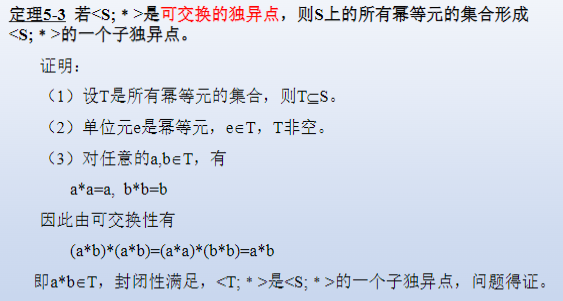 定理5-3 若<S; * >是可交换的独异点，则S上的所有幂等元的集合形成
<S; * >的一个子独异点。
证明：
（1）设T是所有幂等元的集合，则T⊆S。
（2）单位元e是幂等元，e∈T，T非空。
（3）对任意的a,b∈T，有
a*a=a, b*b=b
因此由可交换性有
(a*b)*(a*b)=(a*a)*(b*b)=a*b
即a*b∈T，封闭性满足，<T; * >是<S; * >的一个子独异点，问题得证。